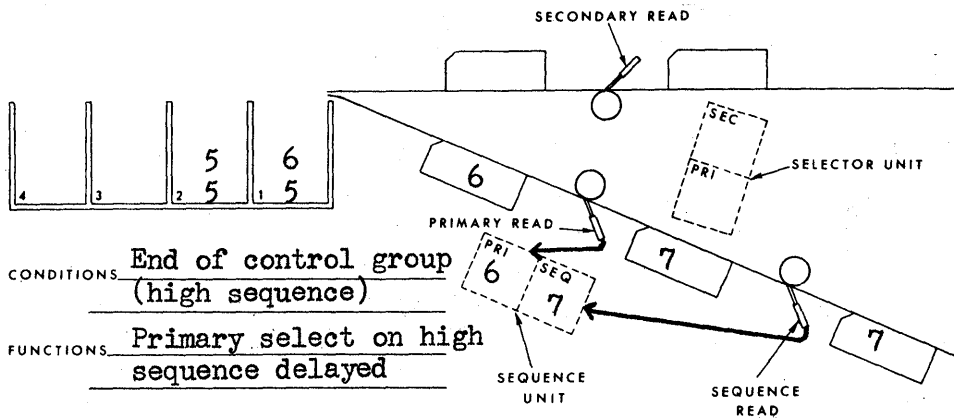 SECONDARY READ
SEC
PRI
SELECTOR UNIT
5 6
4 3 2 5 1 5
6
PRIMARY READ
7
PRI
6
SEQ
7
7
CONDITIONS End of control group
(high sequence)
FUNCTIONS Primary select on high
sequence delayed
SEQUENCE
UNIT
SEQUENCE
READ